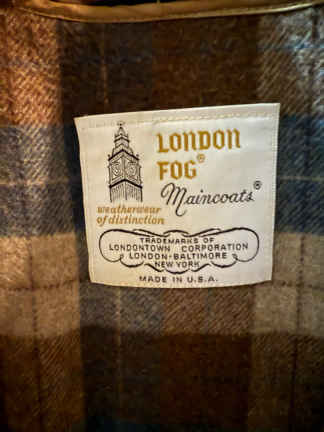 LONDON
FOG®
Maincoats®
weatherwear
of distinction
TRADEMARKS OF
LONDONTOWN CORPORATION
LONDON-BALTIMORE
NEW YORK
MADE IN U.S.A.